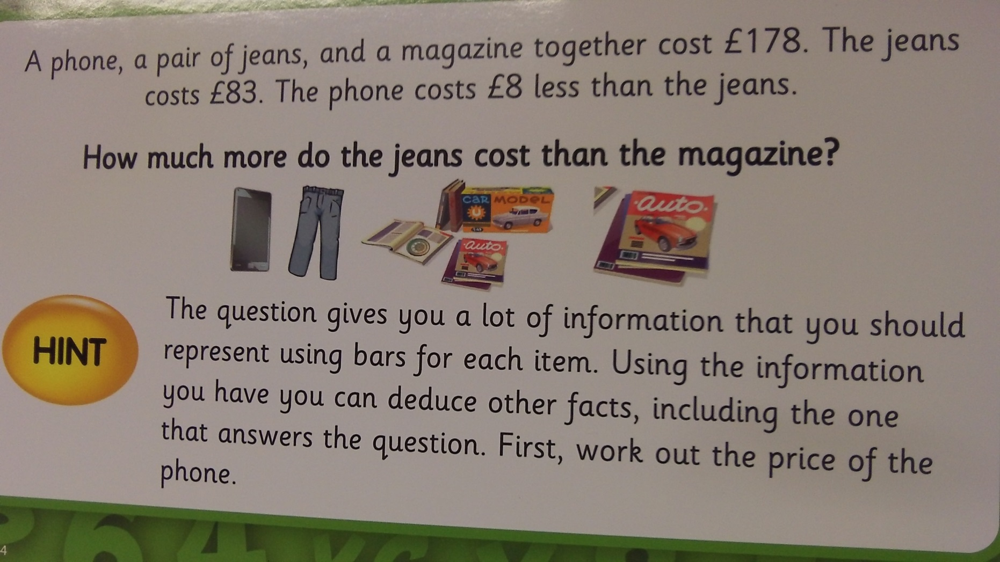 A phone, a pair of jeans, and a magazine together cost £178. The jeans
costs £83. The phone costs £8 less than the jeans.
How much more do the jeans cost than the magazine?
CAR MODEL
U
1:45
·auto·
·auto·
HINT
The question gives you a lot of information that you should
represent using bars for each item. Using the information
you have you can deduce other facts, including the one
that answers the question. First, work out the price of the
phone.
64
4